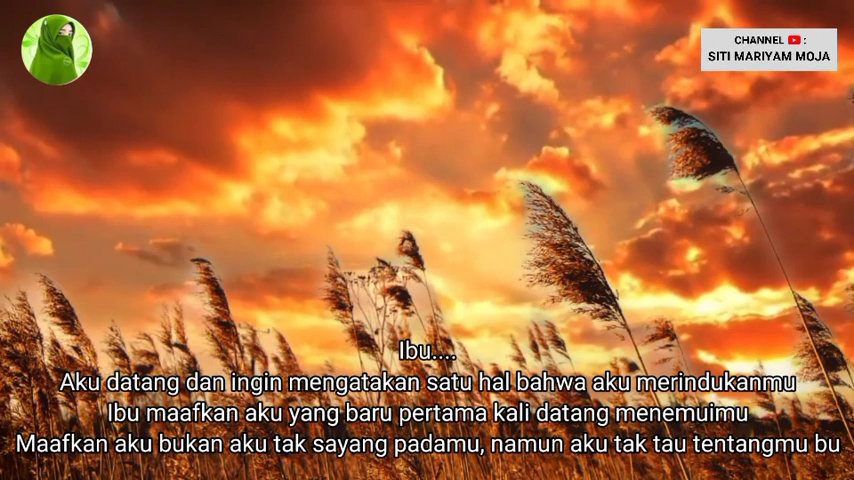 CHANNEL :
SITI MARIYAM MOJA
Ibu....
Aku datang dan ingin mengatakan satu hal bahwa aku merindukanmu
Ibu maafkan aku yang baru pertama kali datang menemuimu
Maafkan aku bukan aku tak sayang padamu, namun aku tak tau tentangmu bu